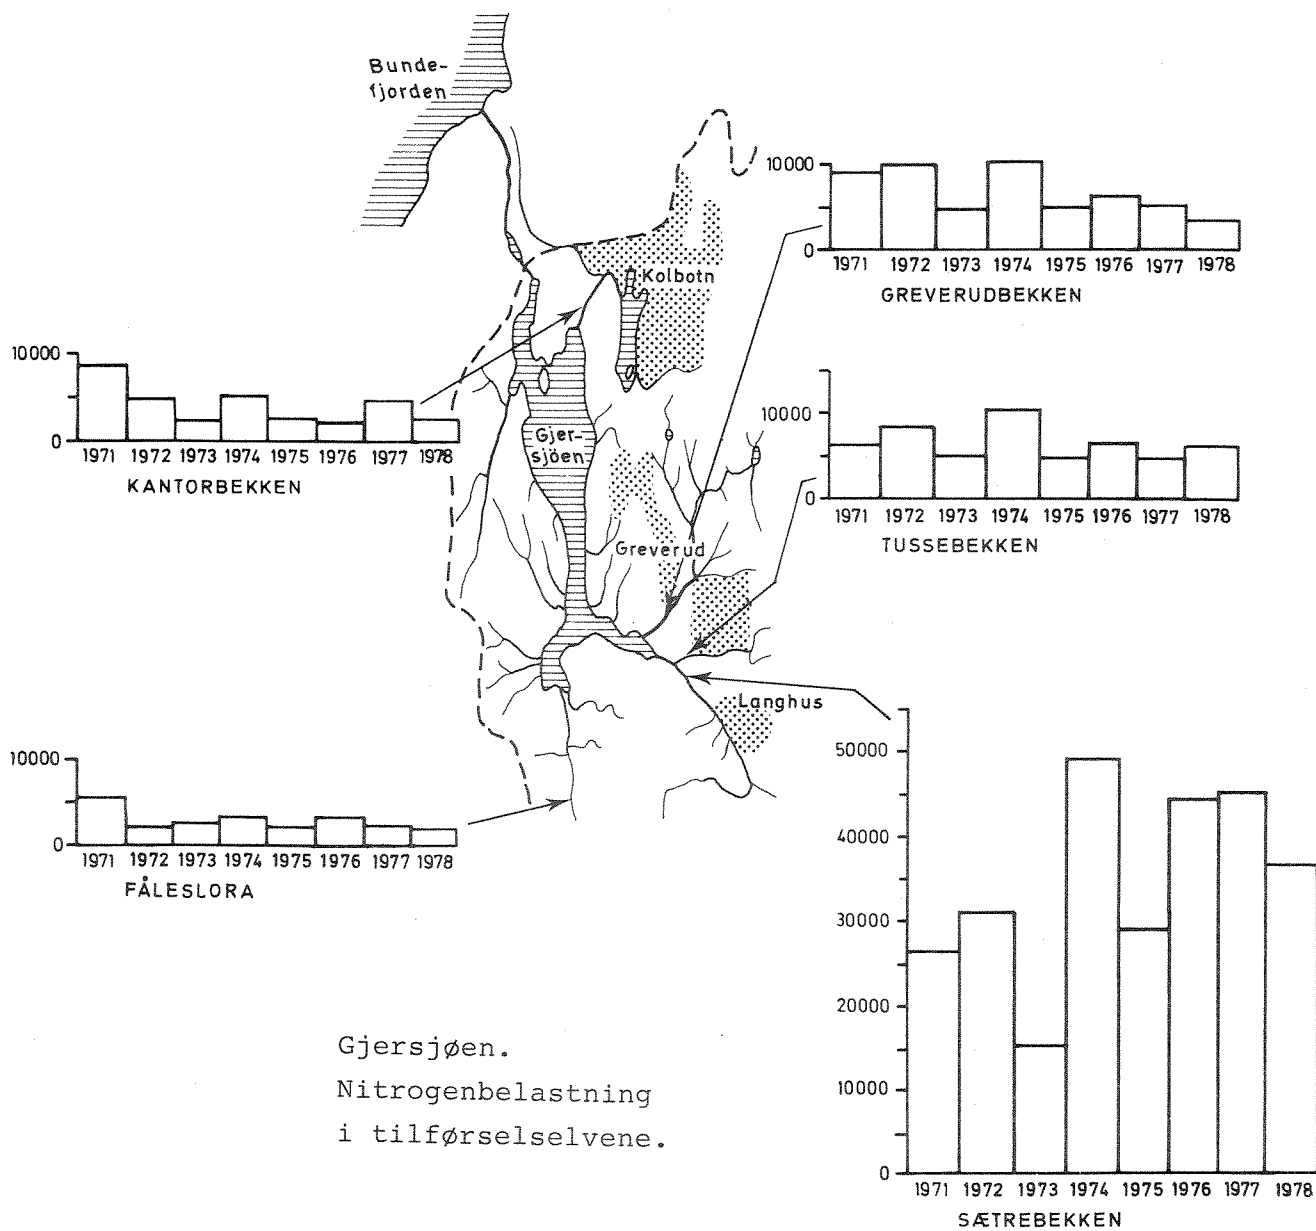 Bunde-
fjorden
Kolbotn
Gjer-
sjöen
Greverud
Langhus
10000
0
1971 1972 1973 1974 1975 1976 1977 1978
GREVERUDBEKKEN
10000
0
1971 1972 1973 1974 1975 1976 1977 1978
KANTORBEKKEN
10000
0
1971 1972 1973 1974 1975 1976 1977 1978
TUSSEBEKKEN
10000
0
1971 1972 1973 1974 1975 1976 1977 1978
FÅLESLORA
50000
40000
30000
20000
10000
0
1971 1972 1973 1974 1975 1976 1977 1978
SÆTREBEKKEN
Gjersjøen.
Nitrogenbelastning
i tilførselselvene.